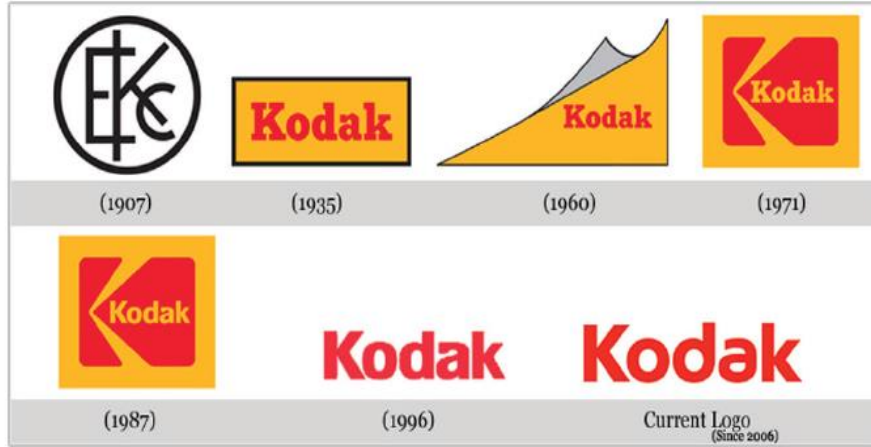 EKC
Kodak
Kodak
Kodak
(1907) (1935) (1960) (1971)
Kodak
Kodak
Kodak
(1987) (1996) Current Logo
(Since 2006)